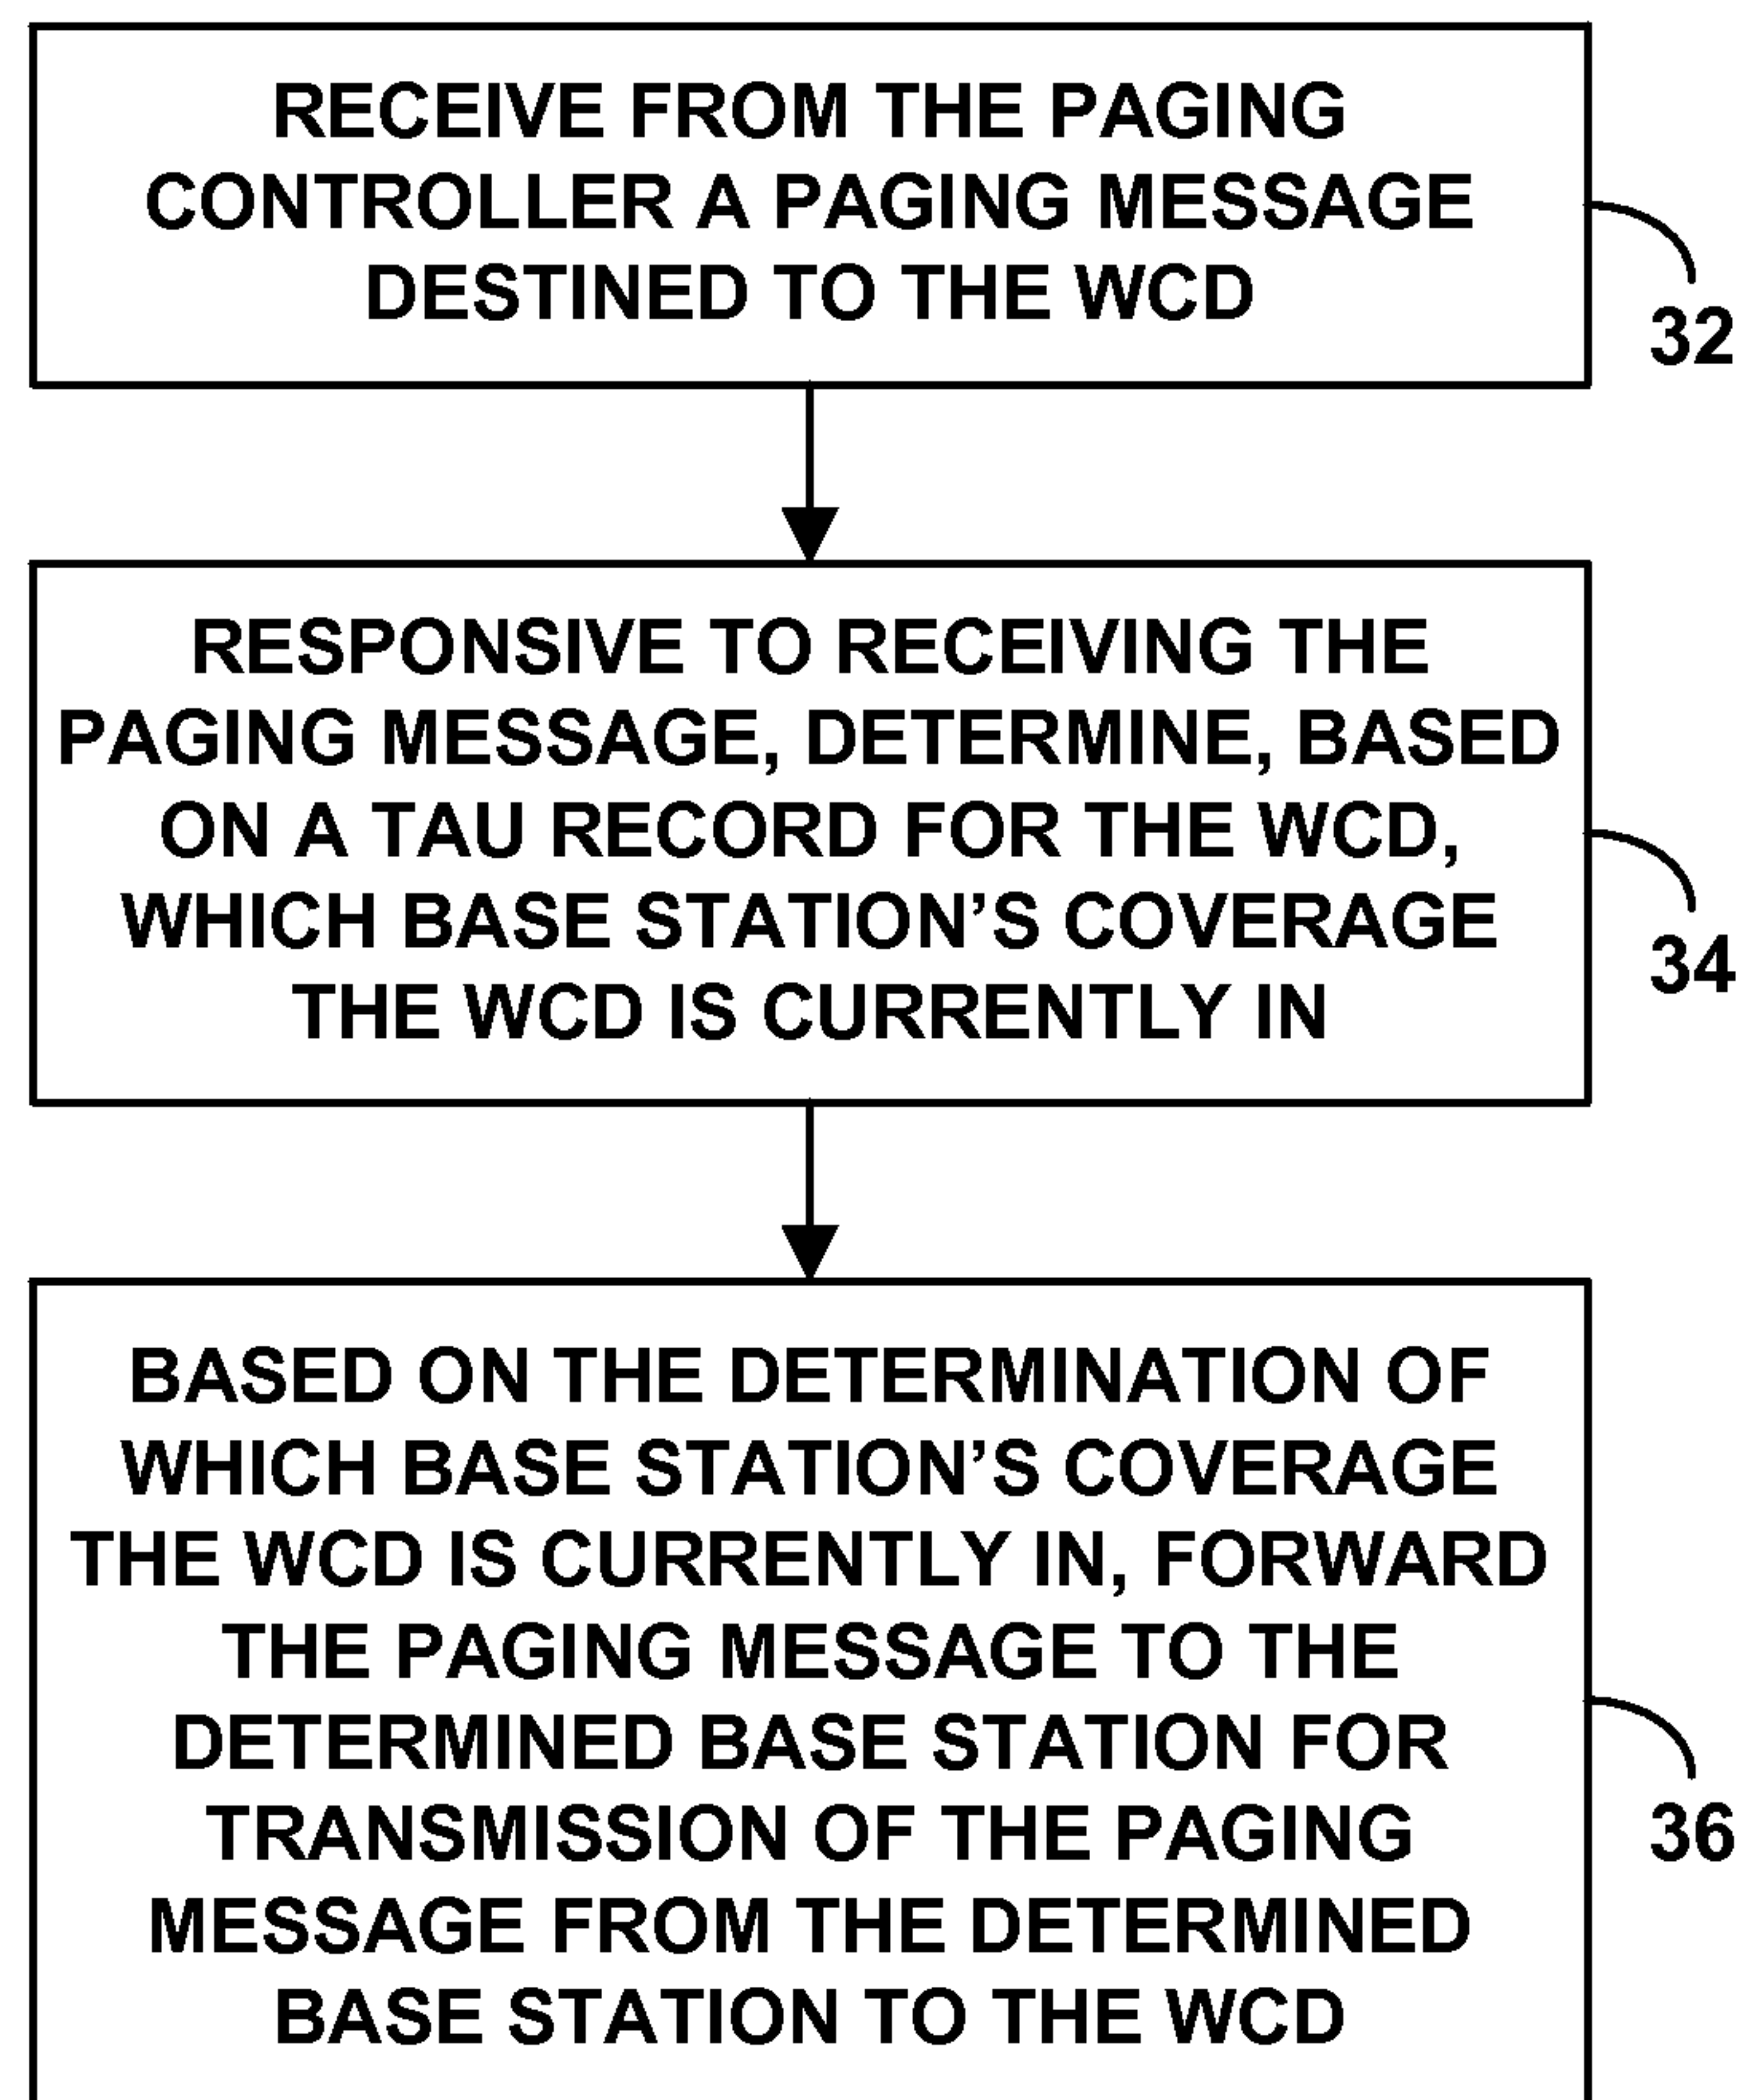 RECEIVE FROM THE PAGING
CONTROLLER A PAGING MESSAGE
DESTINED TO THE WCD
32
RESPONSIVE TO RECEIVING THE
PAGING MESSAGE, DETERMINE, BASED
ON A TAU RECORD FOR THE WCD,
WHICH BASE STATION’S COVERAGE
THE WCD IS CURRENTLY IN
34
BASED ON THE DETERMINATION OF
WHICH BASE STATION’S COVERAGE
THE WCD IS CURRENTLY IN, FORWARD
THE PAGING MESSAGE TO THE
DETERMINED BASE STATION FOR
TRANSMISSION OF THE PAGING
MESSAGE FROM THE DETERMINED
BASE STATION TO THE WCD
36